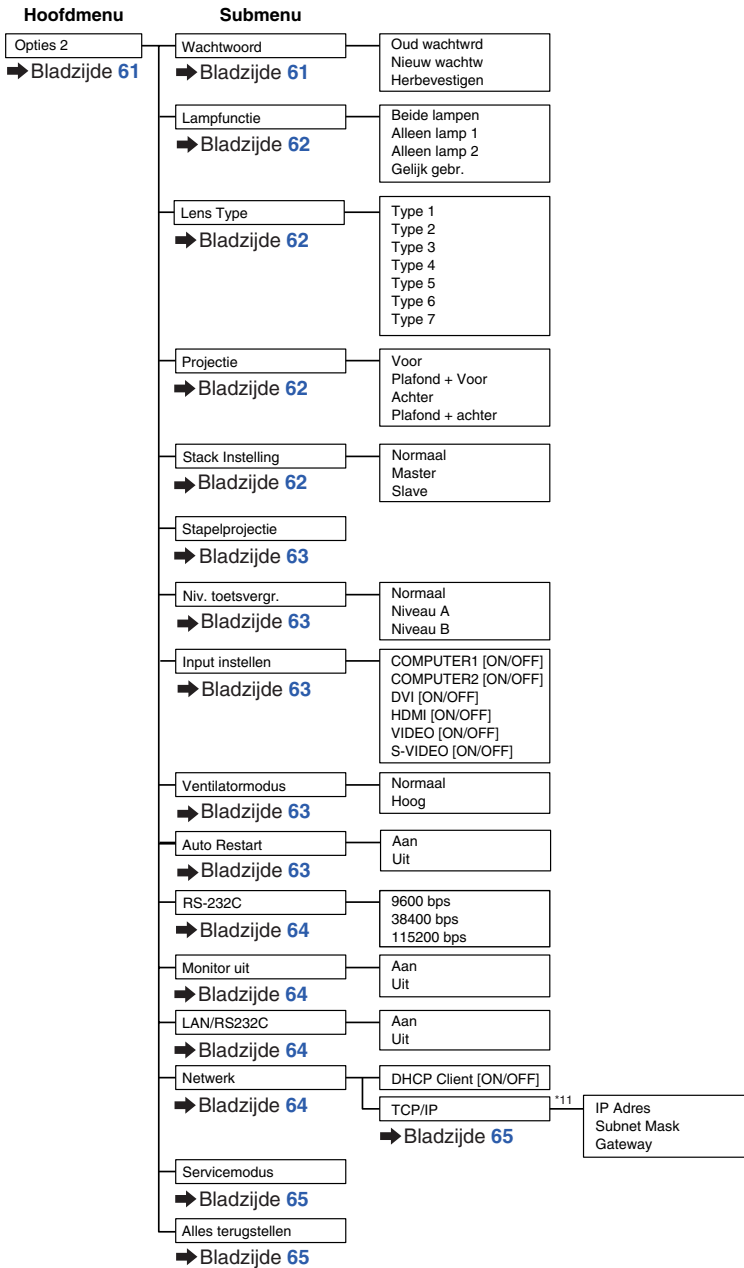 Hoofdmenu
Submenu
Opties 2
Bladzijde 61
Wachtwoord
Bladzijde 61
Oud wachtwrd
Nieuw wachtw
Herbevestigen
Lampfunctie
Bladzijde 62
Beide lampen
Alleen lamp 1
Alleen lamp 2
Gelijk gebr.
Lens Type
Bladzijde 62
Type 1
Type 2
Type 3
Type 4
Type 5
Type 6
Type 7
Projectie
Bladzijde 62
Voor
Plafond + Voor
Achter
Plafond + achter
Stack Instelling
Bladzijde 62
Normaal
Master
Slave
Stapelprojectie
Bladzijde 63
Niv. toetsvergr.
Bladzijde 63
Normaal
Niveau A
Niveau B
Input instellen
Bladzijde 63
COMPUTER1 [ON/OFF]
COMPUTER2 [ON/OFF]
DVI [ON/OFF]
HDMI [ON/OFF]
VIDEO [ON/OFF]
S-VIDEO [ON/OFF]
Ventilatormodus
Bladzijde 63
Normaal
Hoog
Auto Restart
Bladzijde 63
Aan
Uit
RS-232C
Bladzijde 64
9600 bps
38400 bps
115200 bps
Monitor uit
Bladzijde 64
Aan
Uit
LAN/RS232C
Bladzijde 64
Aan
Uit
Netwerk
Bladzijde 64
DHCP Client [ON/OFF]
TCP/IP
Bladzijde 65
*11
IP Adres
Subnet Mask
Gateway
Servicemodus
Bladzijde 65
Alles terugstellen
Bladzijde 65